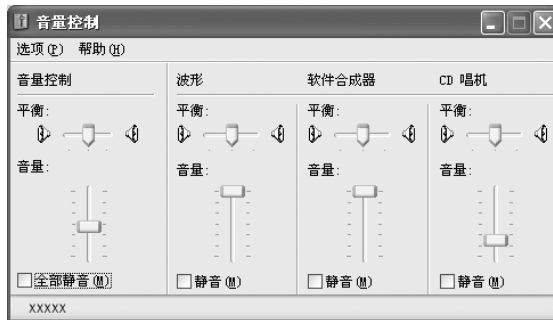 音量控制
选项(P) 帮助(H)
音量控制 波形 软件合成器 CD 唱机
平衡: 平衡: 平衡: 平衡:
音量: 音量: 音量: 音量:
全部静音(M) 静音(M) 静音(M) 静音(M)
XXXXX